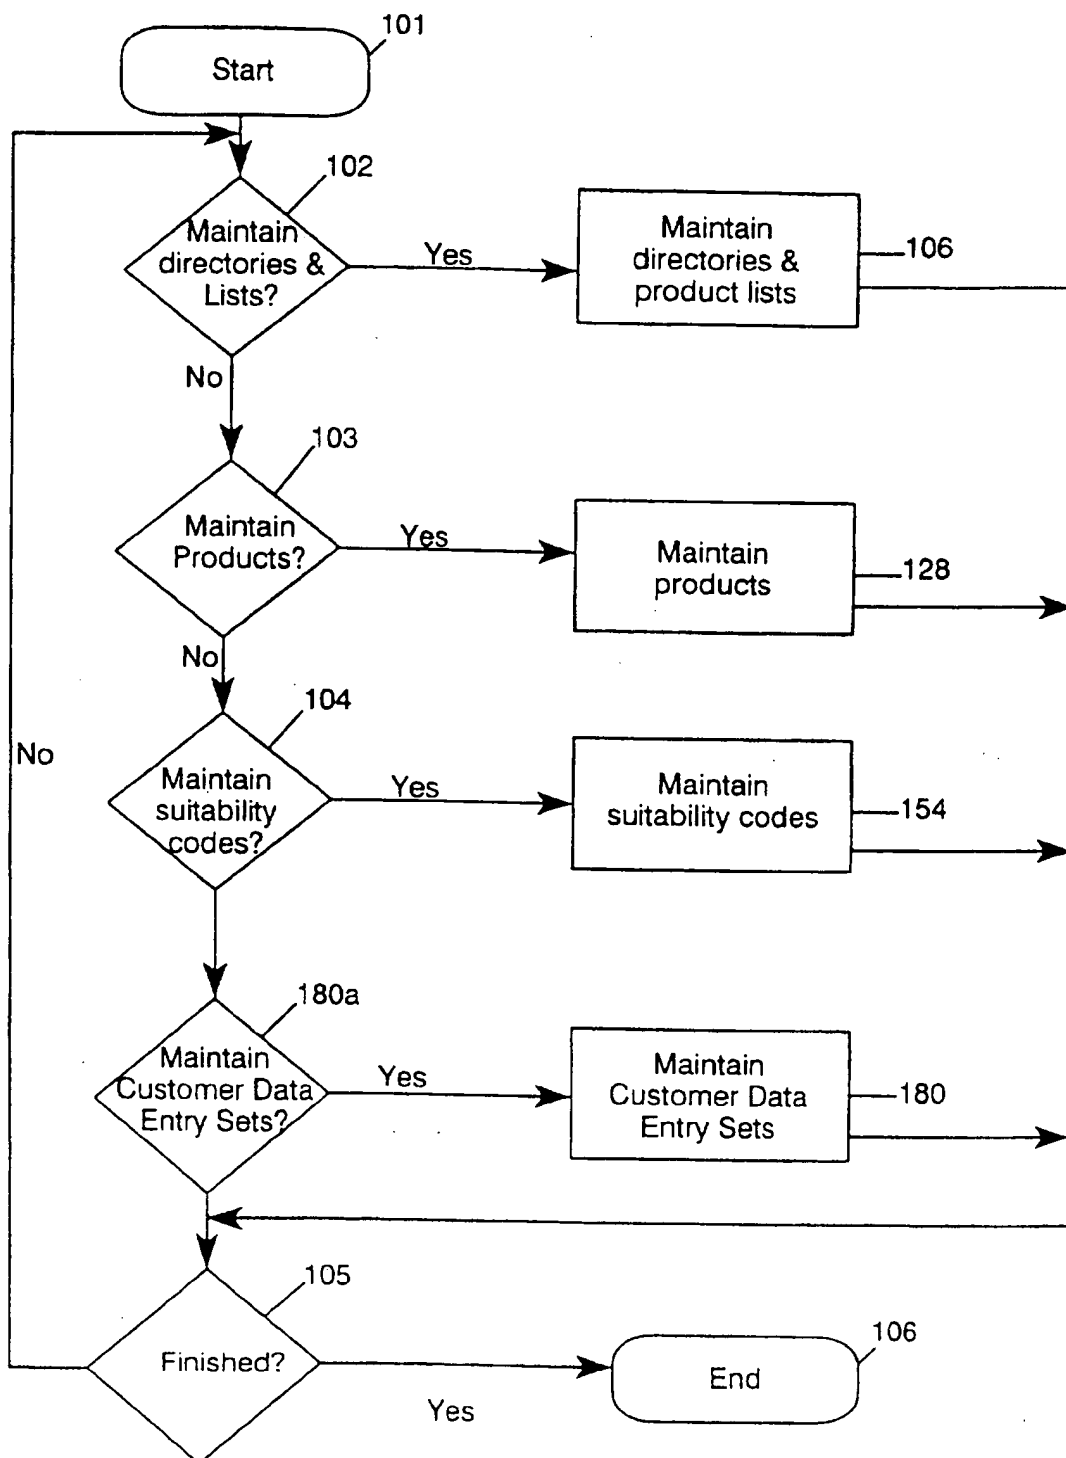 101
Start
102
Maintain
directories &
Lists?
Yes
Maintain
directories &
product lists
106
No
103
Maintain
Products?
Yes
Maintain
products
128
No
104
Maintain
suitability
codes?
Yes
Maintain
suitability codes
154
No
180a
Maintain
Customer Data
Entry Sets?
Yes
Maintain
Customer Data
Entry Sets
180
105
Finished?
Yes
106
End